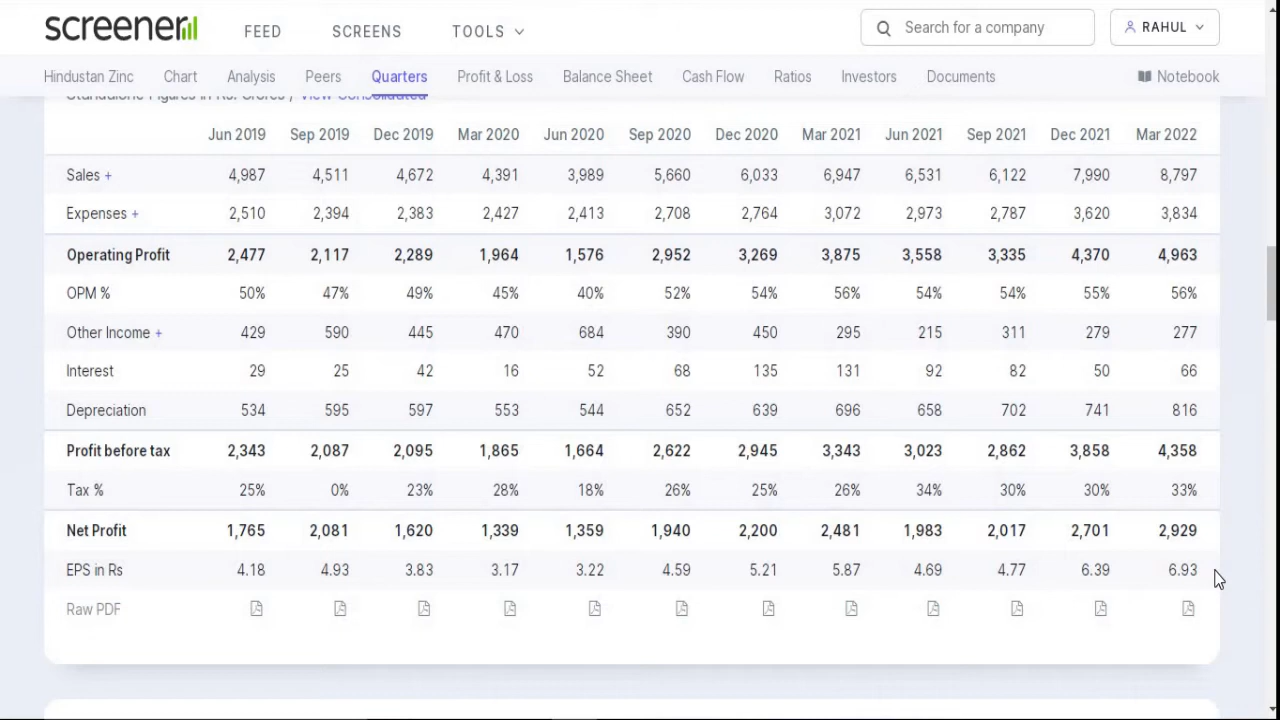 screener FEED SCREENS TOOLS Search for a company RAHUL
Hindustan Zinc Chart Analysis Peers Quarters Profit & Loss Balance Sheet Cash Flow Ratios Investors Documents Notebook
Standalone Figures in Rs. Crores / View Consolidated
Jun 2019 Sep 2019 Dec 2019 Mar 2020 Jun 2020 Sep 2020 Dec 2020 Mar 2021 Jun 2021 Sep 2021 Dec 2021 Mar 2022
Sales + 4,987 4,511 4,672 4,391 3,989 5,660 6,033 6,947 6,531 6,122 7,990 8,797
Expenses + 2,510 2,394 2,383 2,427 2,413 2,708 2,764 3,072 2,973 2,787 3,620 3,834
Operating Profit 2,477 2,117 2,289 1,964 1,576 2,952 3,269 3,875 3,558 3,335 4,370 4,963
OPM % 50% 47% 49% 45% 40% 52% 54% 56% 54% 54% 55% 56%
Other Income + 429 590 445 470 684 390 450 295 215 311 279 277
Interest 29 25 42 16 52 68 135 131 92 82 50 66
Depreciation 534 595 597 553 544 652 639 696 658 702 741 816
Profit before tax 2,343 2,087 2,095 1,865 1,664 2,622 2,945 3,343 3,023 2,862 3,858 4,358
Tax % 25% 0% 23% 28% 18% 26% 25% 26% 34% 30% 30% 33%
Net Profit 1,765 2,081 1,620 1,339 1,359 1,940 2,200 2,481 1,983 2,017 2,701 2,929
EPS in Rs 4.18 4.93 3.83 3.17 3.22 4.59 5.21 5.87 4.69 4.77 6.39 6.93
Raw PDF